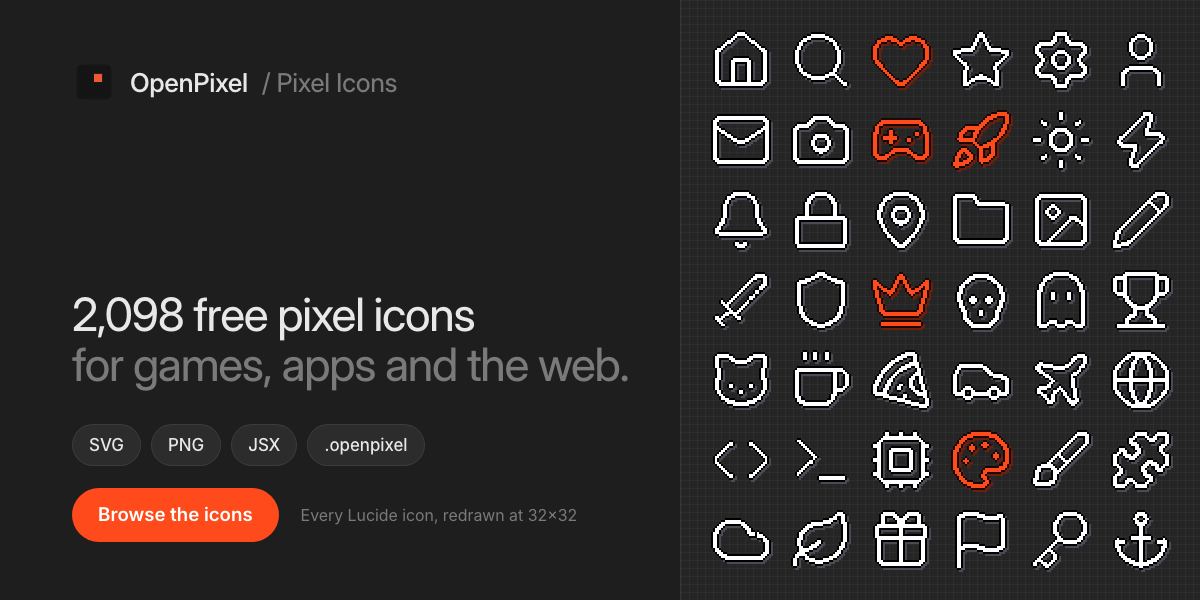 OpenPixel / Pixel Icons
2,098 free pixel icons
for games, apps and the web.
SVG PNG JSX .openpixel
Browse the icons Every Lucide icon, redrawn at 32×32